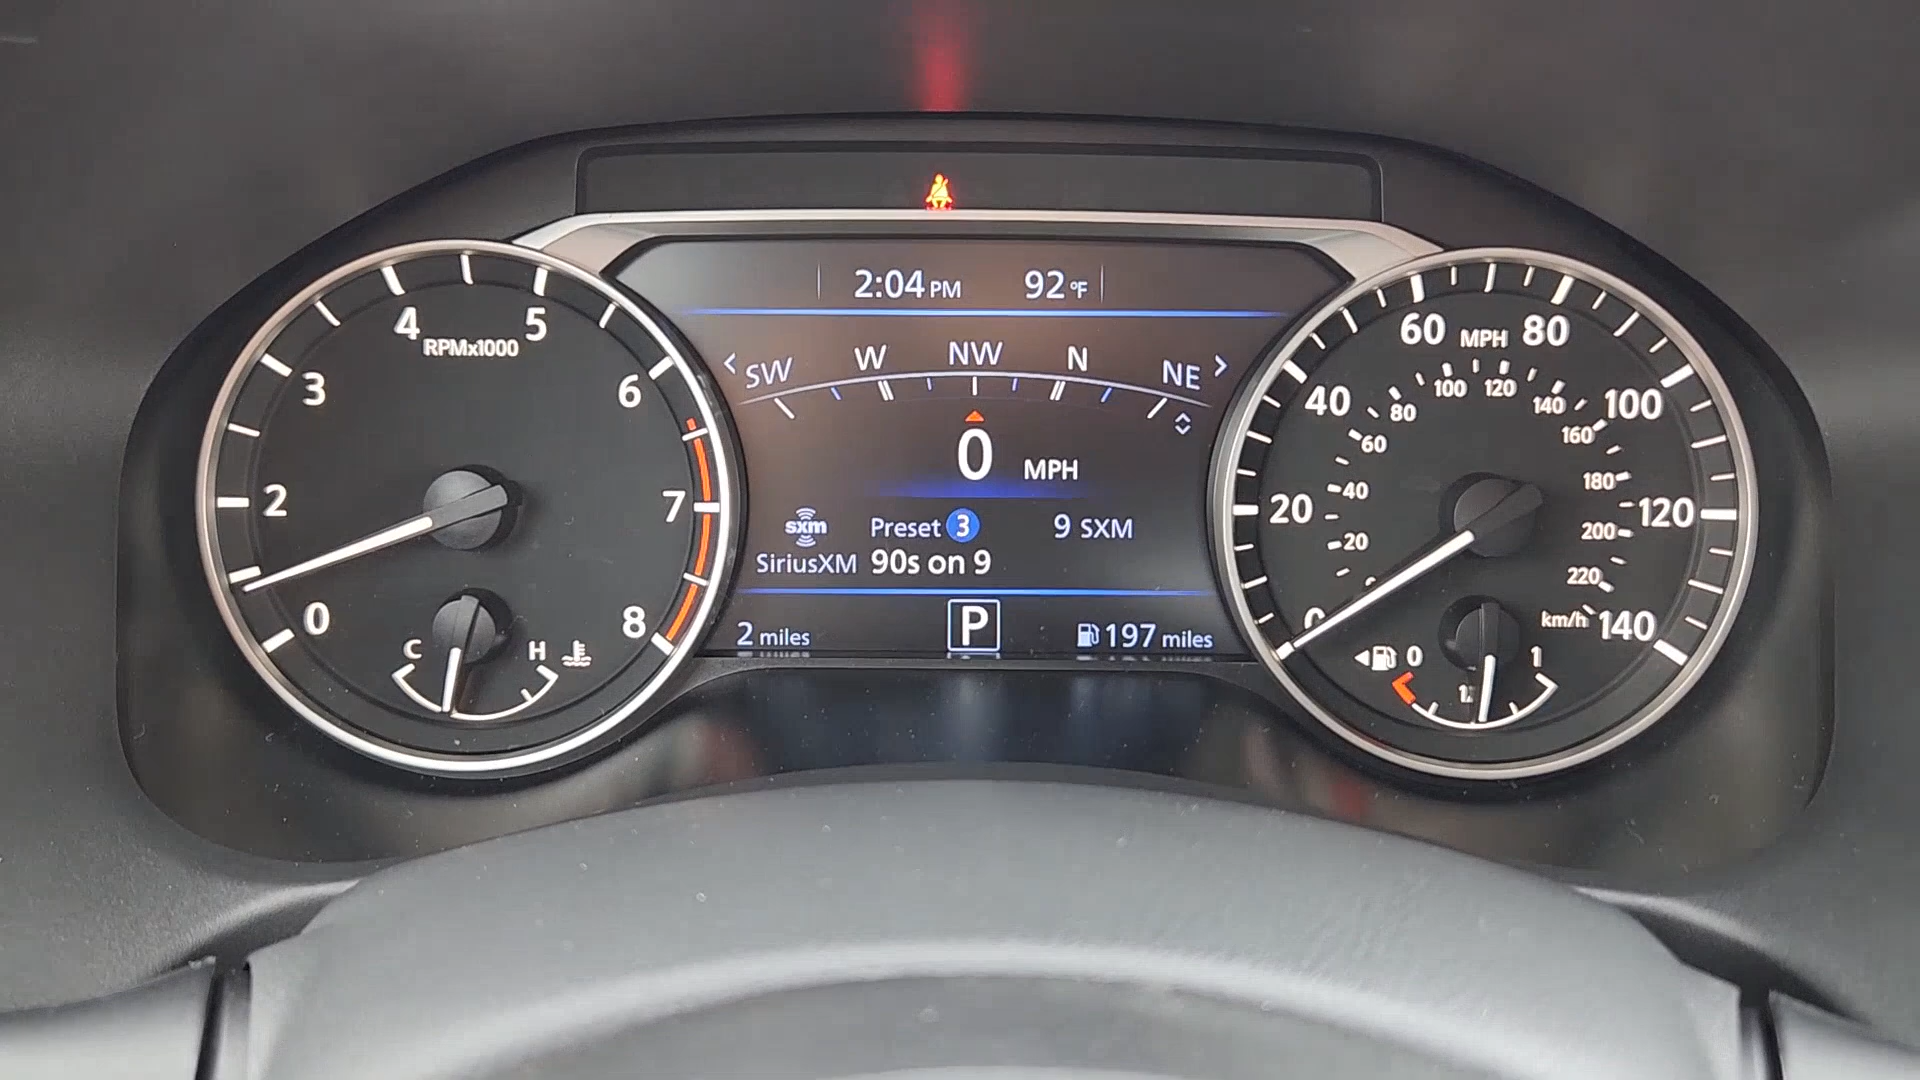 2:04 PM 92°F
SW W NW N NE
0 MPH
sxm Preset 3 9 SXM
SiriusXM 90s on 9
2 miles P 197 miles
RPMx1000
0 2 3 4 5 6 7 8
C H
MPH
0 20 40 60 80 100 120 140
20 40 60 80 100 120 140 160 180 200 220
km/h
0 1